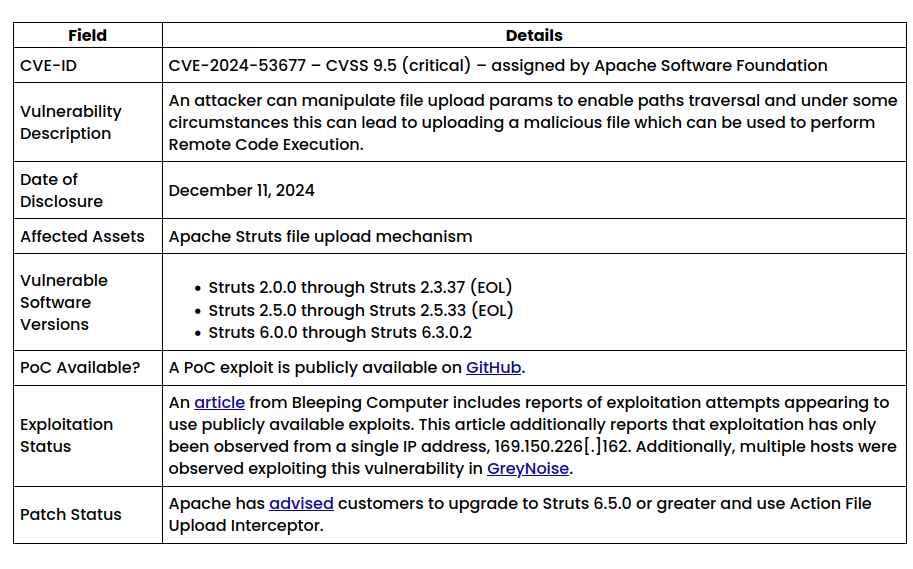 Field Details
CVE-ID CVE-2024-53677 – CVSS 9.5 (critical) – assigned by Apache Software Foundation
Vulnerability
Description
An attacker can manipulate file upload params to enable paths traversal and under some
circumstances this can lead to uploading a malicious file which can be used to perform
Remote Code Execution.
Date of
Disclosure
December 11, 2024
Affected Assets Apache Struts file upload mechanism
Vulnerable
Software
Versions
• Struts 2.0.0 through Struts 2.3.37 (EOL)
• Struts 2.5.0 through Struts 2.5.33 (EOL)
• Struts 6.0.0 through Struts 6.3.0.2
PoC Available? A PoC exploit is publicly available on GitHub.
Exploitation
Status
An article from Bleeping Computer includes reports of exploitation attempts appearing to
use publicly available exploits. This article additionally reports that exploitation has only
been observed from a single IP address, 169.150.226[.]162. Additionally, multiple hosts were
observed exploiting this vulnerability in GreyNoise.
Patch Status
Apache has advised customers to upgrade to Struts 6.5.0 or greater and use Action File
Upload Interceptor.